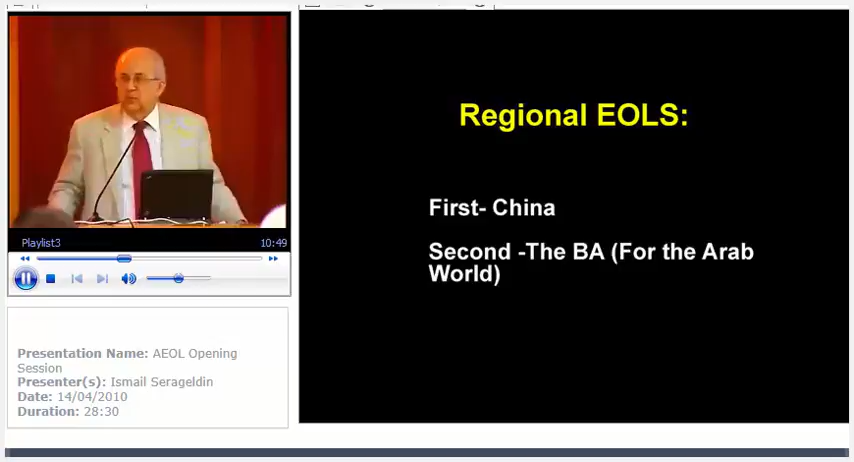 Regional EOLS:
First- China
Second -The BA (For the Arab
World)
Playlist3
10:49
Presentation Name: AEOL Opening
Session
Presenter(s): Ismail Serageldin
Date: 14/04/2010
Duration: 28:30